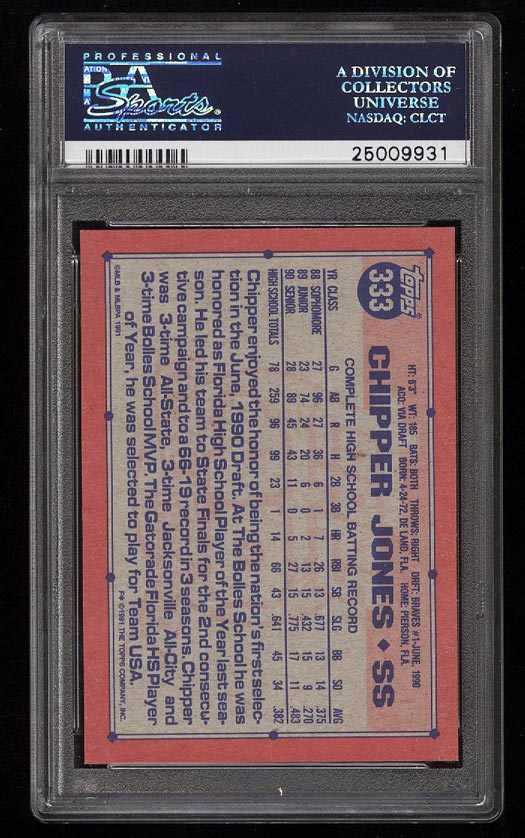 PROFESSIONAL
PSA
Sports
AUTHENTICATOR
A DIVISION OF
COLLECTORS
UNIVERSE
NASDAQ: CLCT
25009931
topps
333
CHIPPER JONES ♦ SS
HT: 6'3" WT: 185 BATS: BOTH THROWS: RIGHT DRFT: BRAVES #1-JUNE, 1990
ACQ: VIA DRAFT BORN: 4-24-72, DE LAND, FLA. HOME: PIERSON, FLA.
COMPLETE HIGH SCHOOL BATTING RECORD
YR CLASS G AB R H 2B 3B HR RBI SB SLG BB SO AVG
88 SOPHOMORE 27 96 27 36 6 1 7 26 13 .677 13 14 .375
89 JUNIOR 23 74 24 20 6 0 2 13 15 .432 15 9 .270
90 SENIOR 28 89 45 43 11 0 5 27 15 .775 17 11 .483
HIGH SCHOOL TOTALS 78 259 96 99 23 1 14 66 43 .641 45 34 .382
Chipper enjoyed the honor of being the nation's first selec-
tion in the June, 1990 Draft. At The Bolles School he was
honored as Florida High School Player of the Year last sea-
son. He led his team to State Finals for the 2nd consecu-
tive campaign and to a 66-19 record in 3 seasons. Chipper
was 3-time All-State, 3-time Jacksonville All-City and
3-time Bolles School MVP. The Gatorade Florida HS Player
of Year, he was selected to play for Team USA.
©MLB & MLBPA 1991
F* ©1991 THE TOPPS COMPANY, INC.